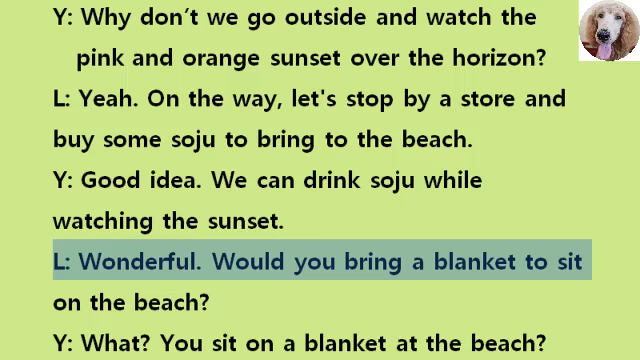 Y: Why don′t we go outside and watch the
pink and orange sunset over the horizon?
L: Yeah. On the way, let's stop by a store and
buy some soju to bring to the beach.
Y: Good idea. We can drink soju while
watching the sunset.
L: Wonderful. Would you bring a blanket to sit
on the beach?
Y: What? You sit on a blanket at the beach?